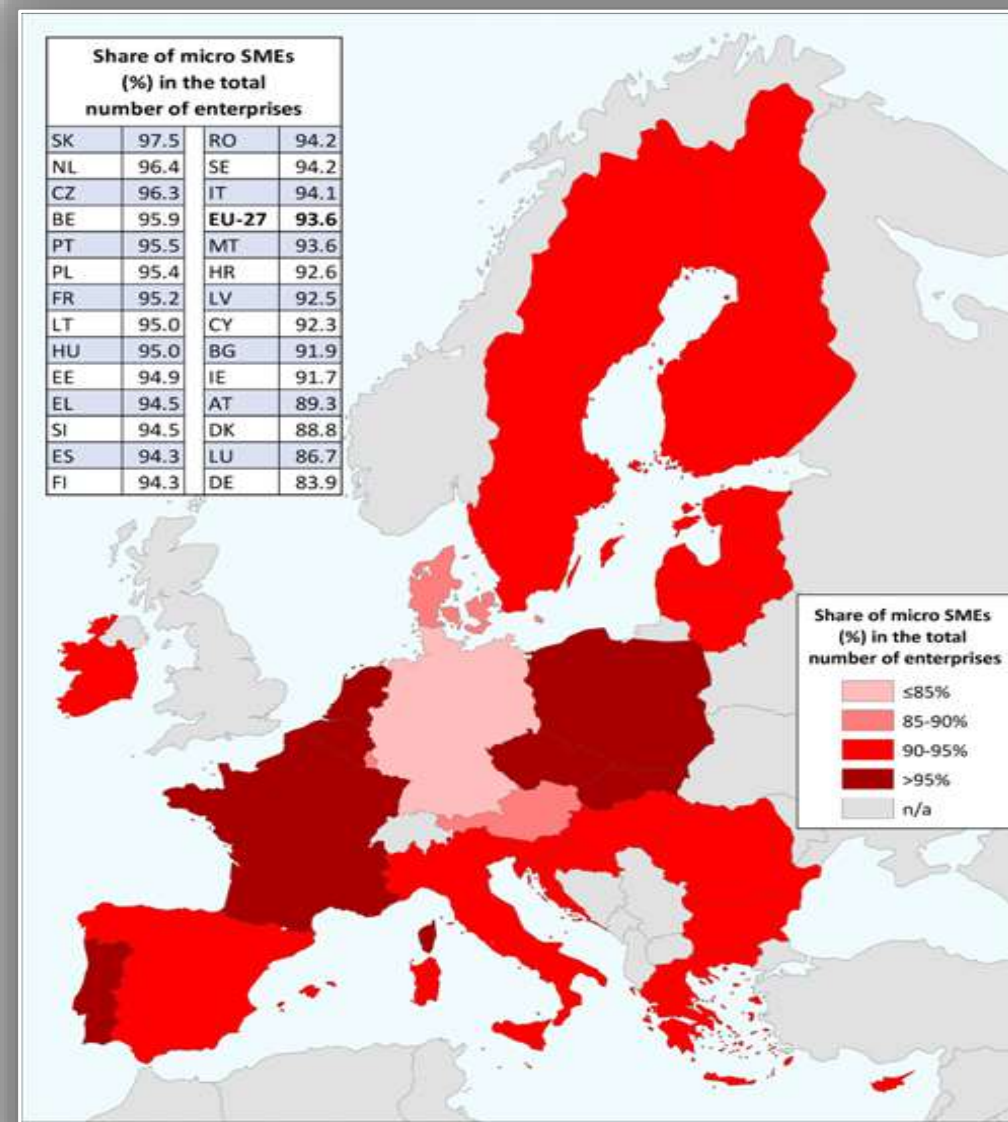 Share of micro SMEs
(%) in the total
number of enterprises
SK 97.5 RO 94.2
NL 96.4 SE 94.2
CZ 96.3 IT 94.1
BE 95.9 EU-27 93.6
PT 95.5 MT 93.6
PL 95.4 HR 92.6
FR 95.2 LV 92.5
LT 95.0 CY 92.3
HU 95.0 BG 91.9
EE 94.9 IE 91.7
EL 94.5 AT 89.3
SI 94.5 DK 88.8
ES 94.3 LU 86.7
FI 94.3 DE 83.9
Share of micro SMEs
(%) in the total
number of enterprises
≤85%
85-90%
90-95%
>95%
n/a